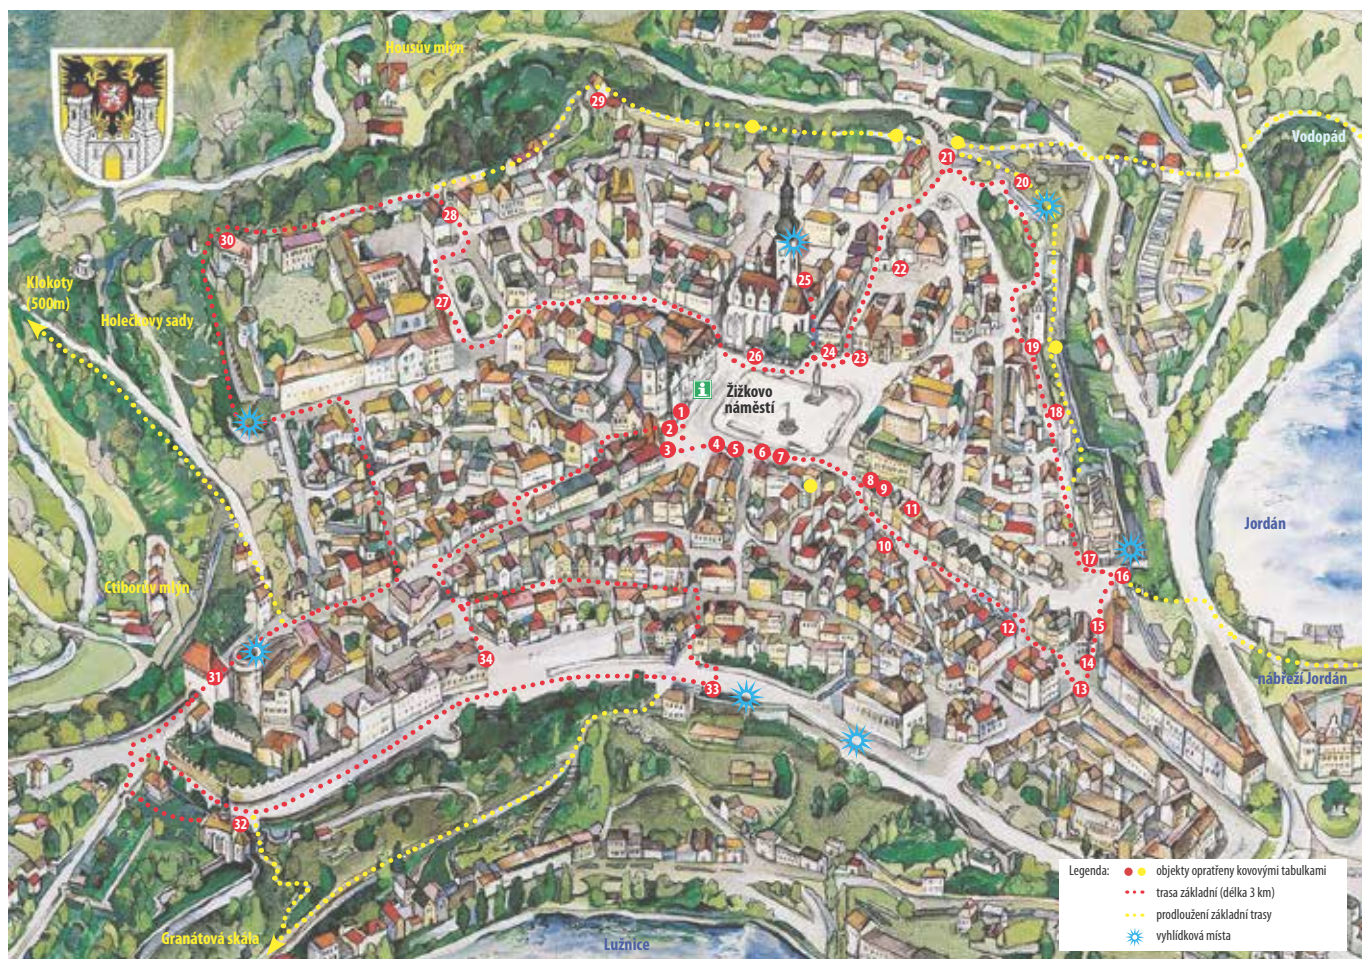 Housův mlýn
29
21
Vodopád
20
28
30
25
22
Klokoty
(500m)
27
Holečkovy sady
19
24
26
23
Žižkovo
náměstí
1
18
2
3
4
5
6
7
8
9
11
Jordán
10
17
16
Ctiborův mlýn
12
15
34
14
31
nábřeží Jordán
33
13
32
Granátová skála
Lužnice
Legenda:
objekty opratřeny kovovými tabulkami
trasa základní (délka 3 km)
prodloužení základní trasy
vyhlídková místa